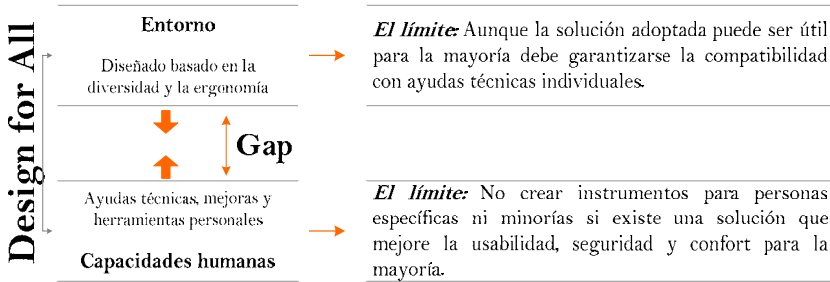 Design for All
Entorno
Diseñado basado en la
diversidad y la ergonomía
El límite: Aunque la solución adoptada puede ser útil
para la mayoría debe garantizarse la compatibilidad
con ayudas técnicas individuales.
Gap
Ayudas técnicas, mejoras y
herramientas personales
Capacidades humanas
El límite: No crear instrumentos para personas
específicas ni minorías si existe una solución que
mejore la usabilidad, seguridad y confort para la
mayoría.